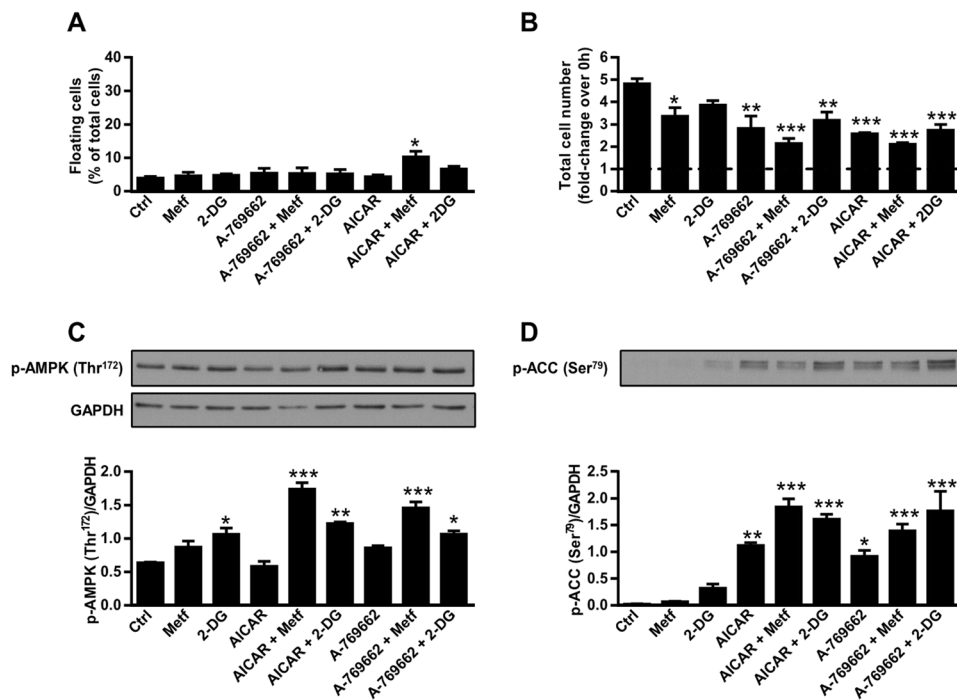 A
Floating cells
(% of total cells)
40
30
20
10
0
*
Ctrl
Metf
2-DG
A-769662
A-769662 + Metf
A-769662 + 2-DG
AICAR
AICAR + Metf
AICAR + 2DG
B
Total cell number
(fold-change over 0h)
6
5
4
3
2
1
0
*
**
***
**
***
***
***
Ctrl
Metf
2-DG
A-769662
A-769662 + Metf
A-769662 + 2-DG
AICAR
AICAR + Metf
AICAR + 2DG
C
p-AMPK (Thr¹⁷²)
GAPDH
p-AMPK (Thr¹⁷²)/GAPDH
2.0
1.5
1.0
0.5
0.0
*
***
**
***
*
Ctrl
Metf
2-DG
AICAR
AICAR + Metf
AICAR + 2-DG
A-769662
A-769662 + Metf
A-769662 + 2-DG
D
p-ACC (Ser⁷⁹)
p-ACC (Ser⁷⁹)/GAPDH
2.5
2.0
1.5
1.0
0.5
0.0
**
***
***
*
***
***
Ctrl
Metf
2-DG
AICAR
AICAR + Metf
AICAR + 2-DG
A-769662
A-769662 + Metf
A-769662 + 2-DG